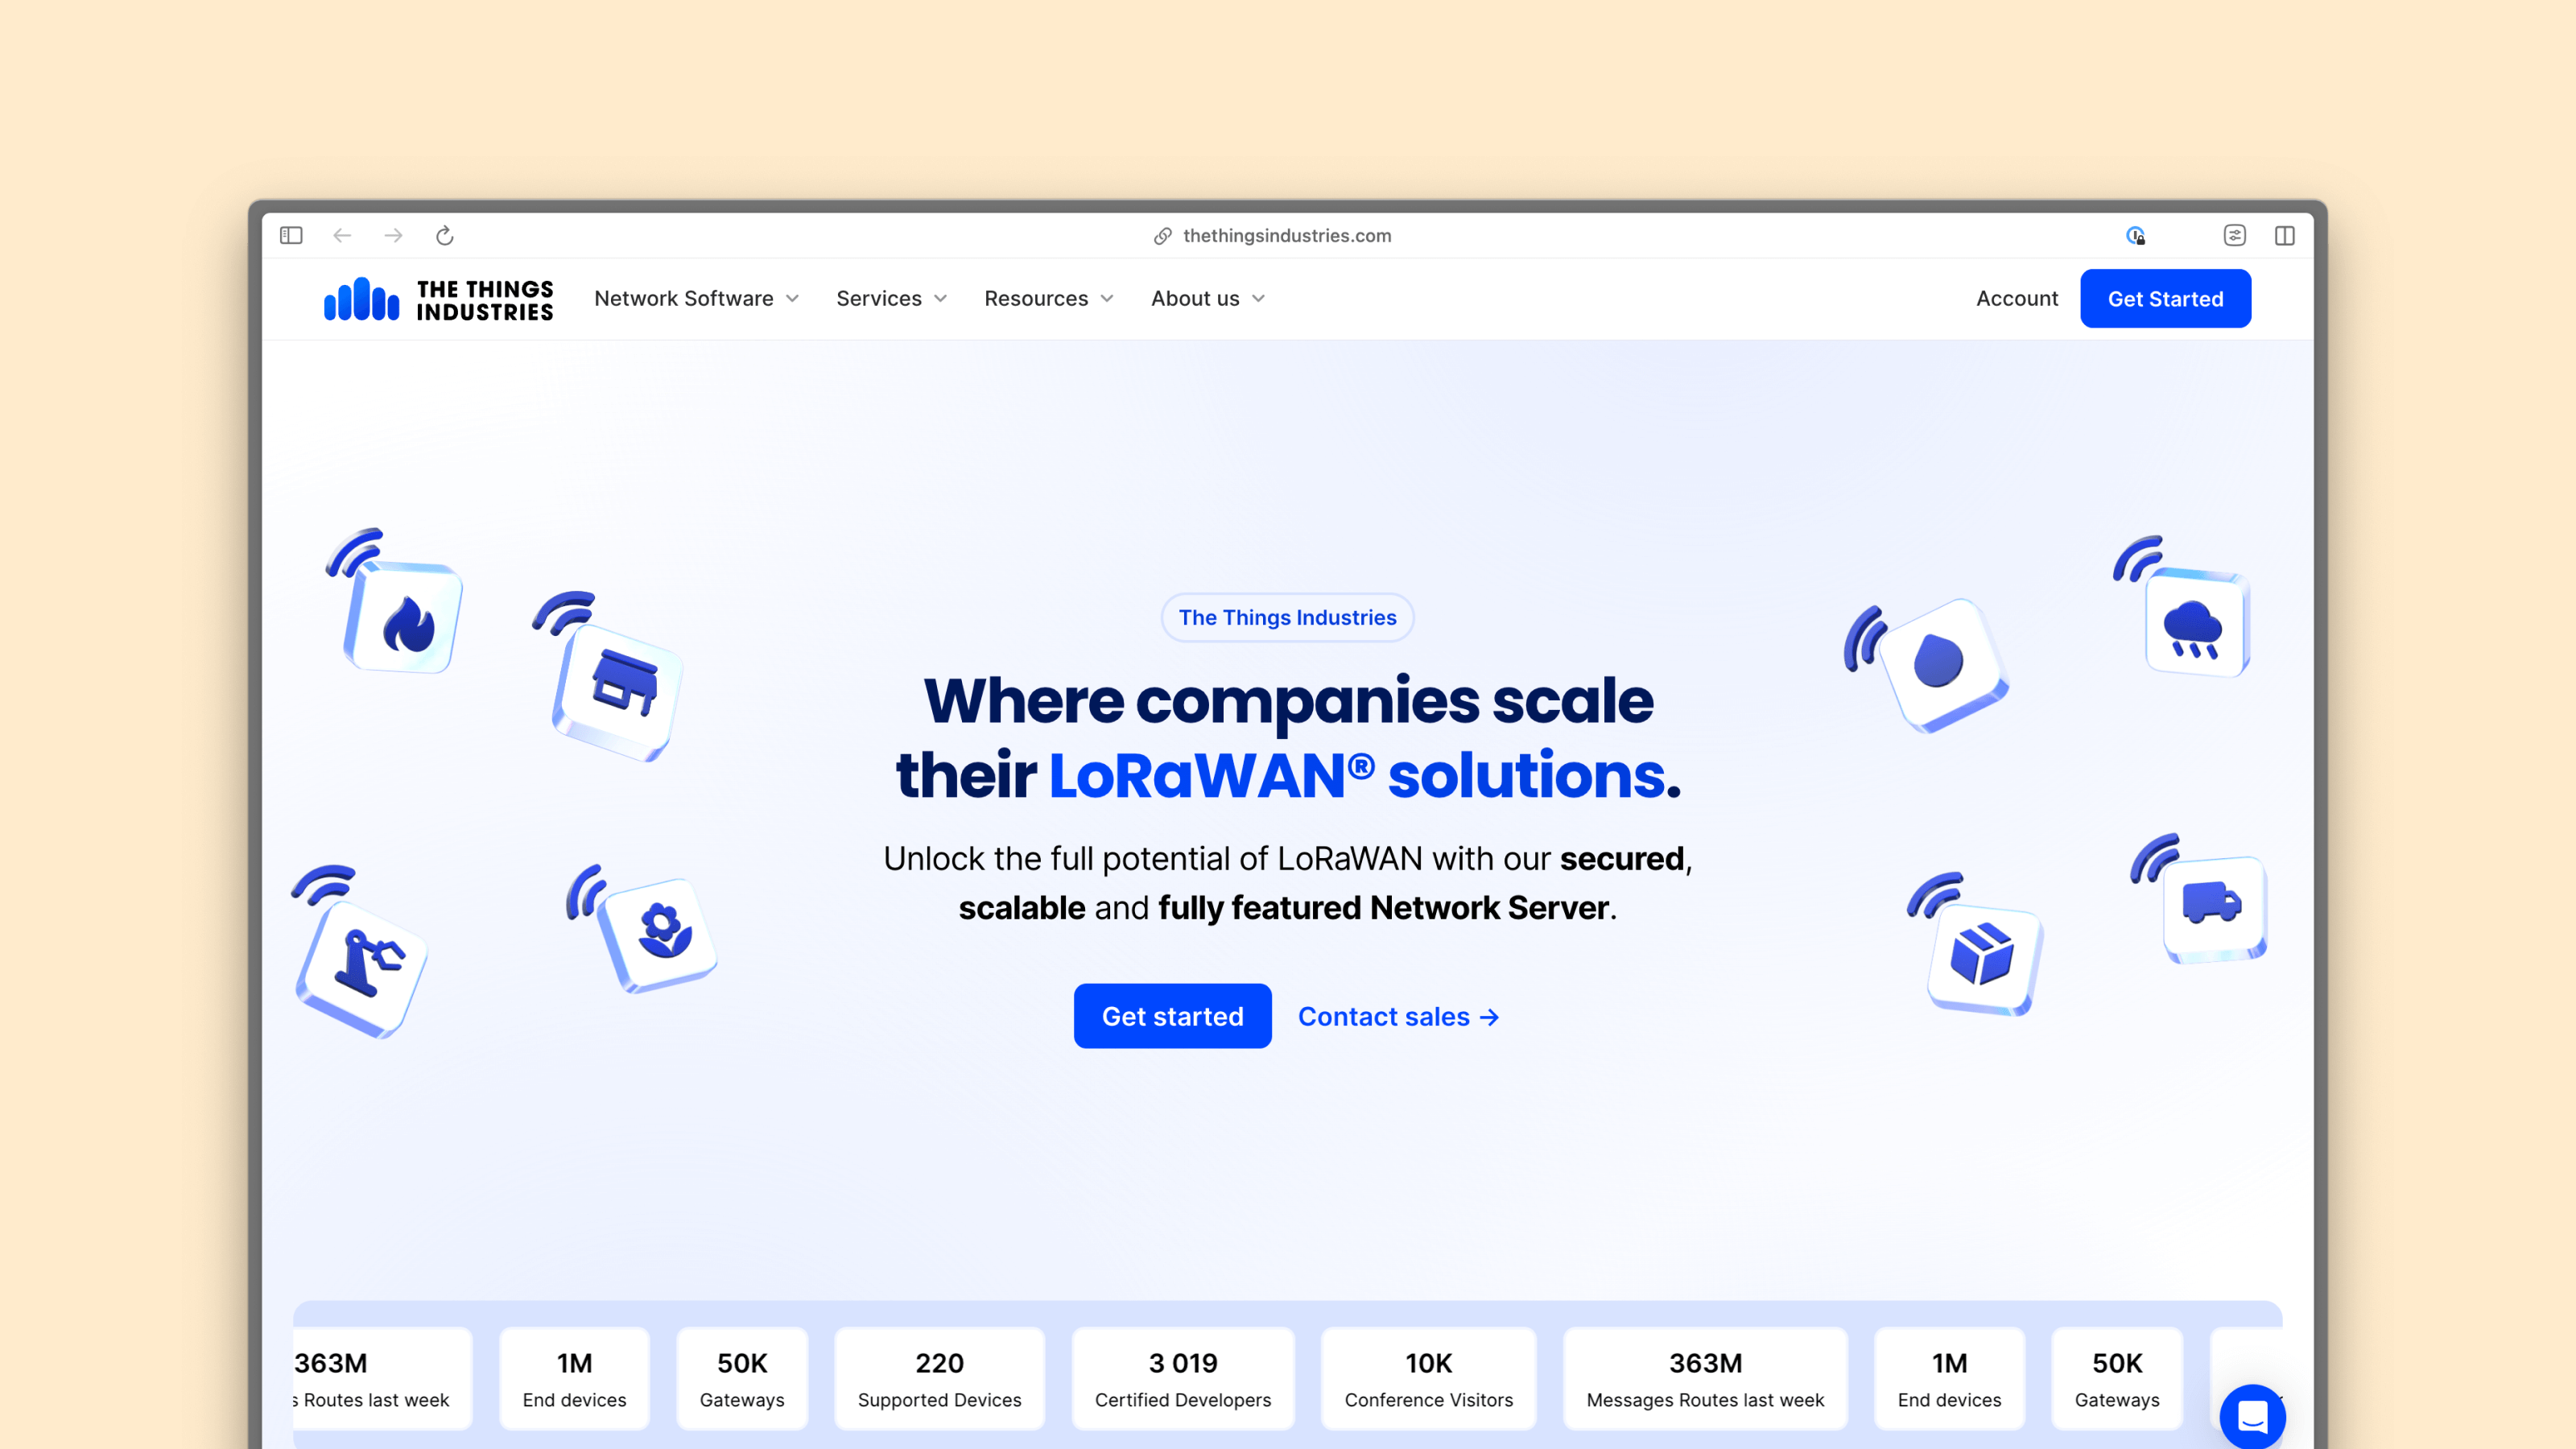 thethingsindustries.com
THE THINGS
INDUSTRIES
Network Software
Services
Resources
About us
Account
Get Started
The Things Industries
Where companies scale
their LoRaWAN® solutions.
Unlock the full potential of LoRaWAN with our secured,
scalable and fully featured Network Server.
Get started
Contact sales →
363M
s Routes last week
1M
End devices
50K
Gateways
220
Supported Devices
3 019
Certified Developers
10K
Conference Visitors
363M
Messages Routes last week
1M
End devices
50K
Gateways